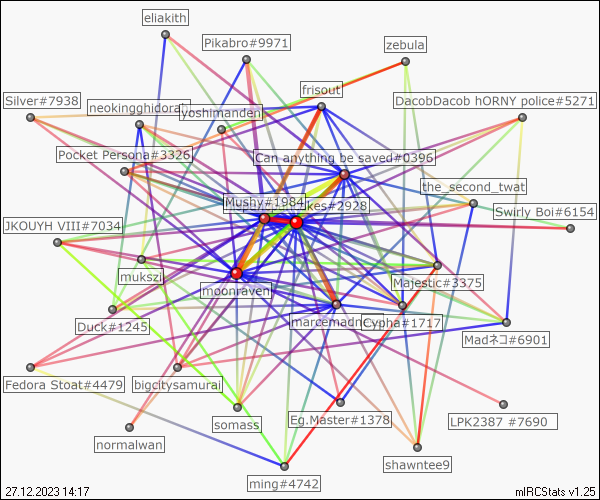 eliakith
Pikabro#9971
zebula
frisout
Silver#7938
neokingghidorah
yoshimanden
DacobDacob hORNY police#5271
Pocket Persona#3326
Can anything be saved#0396
the_second_twat
Mushy#1984
#2928
Swirly Boi#6154
JKOUYH VIII#7034
mukszi
moonraven
Majestic#3375
Duck#1245
Cypha#1717
Madネコ#6901
Fedora Stoat#4479
bigcitysamurai
somass
Eg.Master#1378
LPK2387 #7690
normalwan
shawntee9
ming#4742
27.12.2023 14:17
mIRCStats v1.25